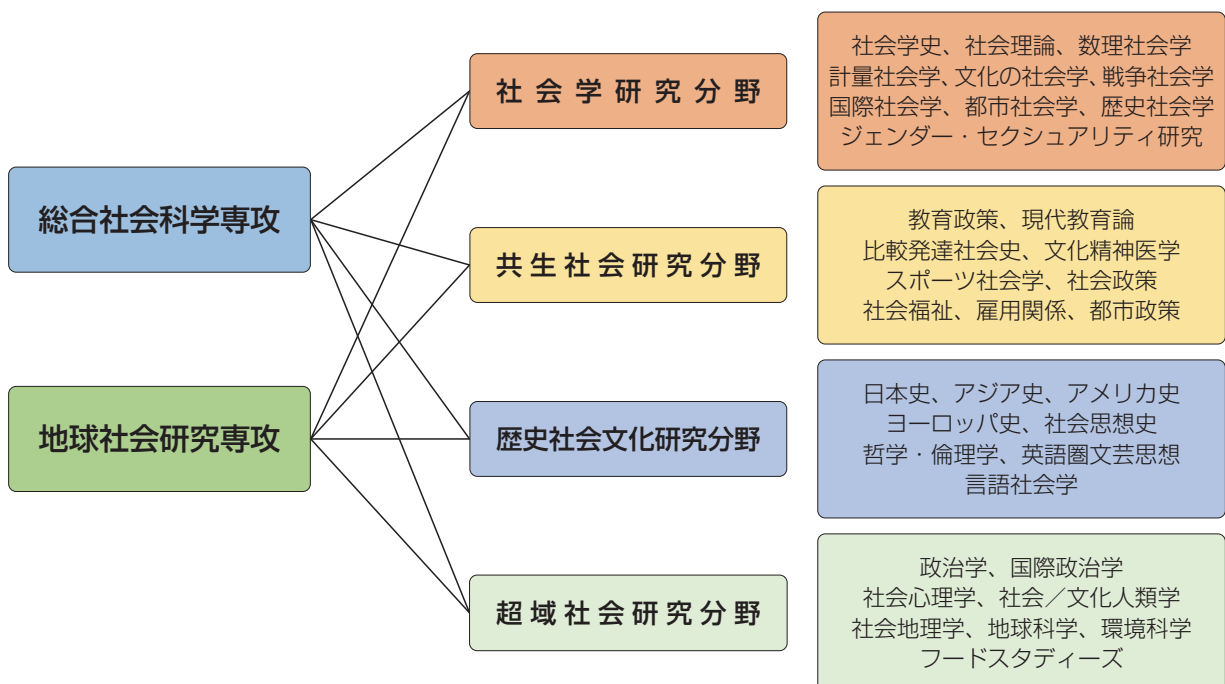 総合社会科学専攻
地球社会研究専攻
社会学研究分野
社会学史、社会理論、数理社会学
計量社会学、文化の社会学、戦争社会学
国際社会学、都市社会学、歴史社会学
ジェンダー・セクシュアリティ研究
共生社会研究分野
教育政策、現代教育論
比較発達社会史、文化精神医学
スポーツ社会学、社会政策
社会福祉、雇用関係、都市政策
歴史社会文化研究分野
日本史、アジア史、アメリカ史
ヨーロッパ史、社会思想史
哲学・倫理学、英語圏文芸思想
言語社会学
超域社会研究分野
政治学、国際政治学
社会心理学、社会／文化人類学
社会地理学、地球科学、環境科学
フードスタディーズ